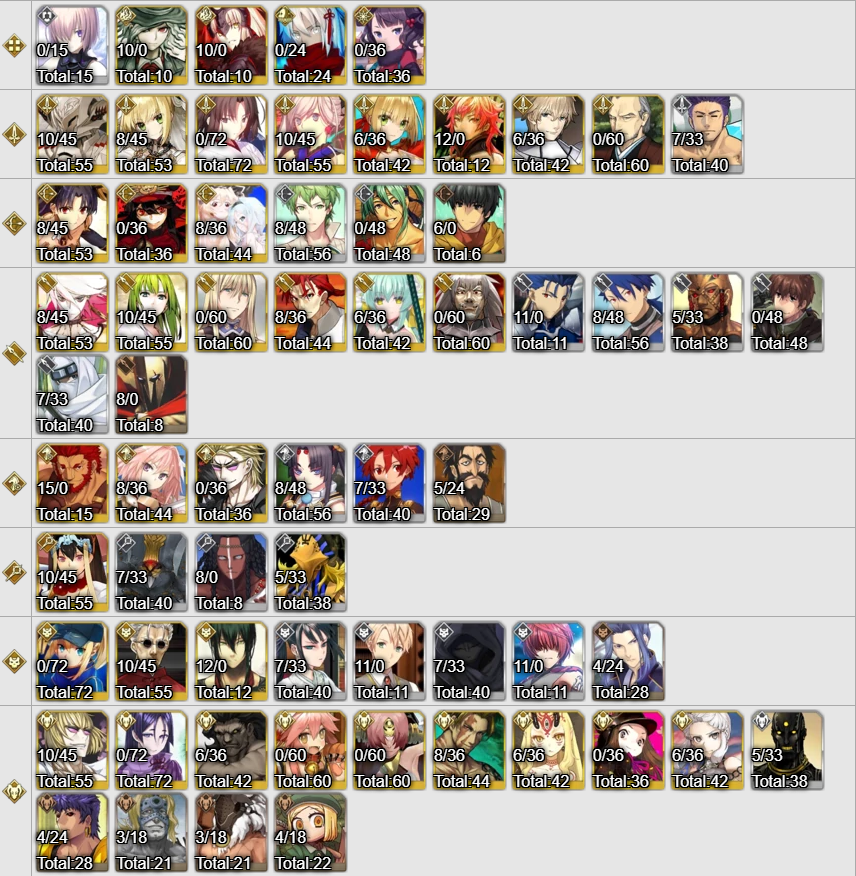 0/15 10/0 10/0 0/24 0/36
Total:15 Total:10 Total:10 Total:24 Total:36
10/45 8/45 0/72 10/45 6/36 12/0 6/36 0/60 7/33
Total:55 Total:53 Total:72 Total:55 Total:42 Total:12 Total:42 Total:60 Total:40
8/45 0/36 8/36 8/48 0/48 6/0
Total:53 Total:36 Total:44 Total:56 Total:48 Total:6
8/45 10/45 0/60 8/36 6/36 0/60 11/0 8/48 5/33 0/48
Total:53 Total:55 Total:60 Total:44 Total:42 Total:60 Total:11 Total:56 Total:38 Total:48
7/33 8/0
Total:40 Total:8
15/0 8/36 0/36 8/48 7/33 5/24
Total:15 Total:44 Total:36 Total:56 Total:40 Total:29
10/45 7/33 8/0 5/33
Total:55 Total:40 Total:8 Total:38
0/72 10/45 12/0 7/33 11/0 7/33 11/0 4/24
Total:72 Total:55 Total:12 Total:40 Total:11 Total:40 Total:11 Total:28
10/45 0/72 6/36 0/60 0/60 8/36 6/36 0/36 6/36 5/33
Total:55 Total:72 Total:42 Total:60 Total:60 Total:44 Total:42 Total:36 Total:42 Total:38
4/24 3/18 3/18 4/18
Total:28 Total:21 Total:21 Total:22